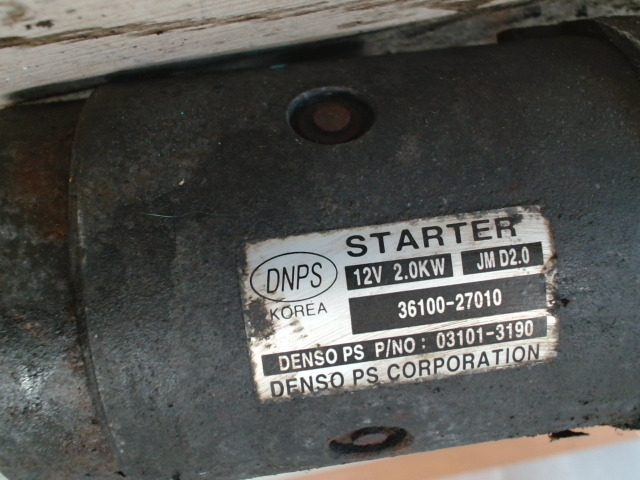 STARTER
DNPS
KOREA
12V 2.0KW JM D2.0
36100-27010
DENSO PS P/NO : 03101-3190
DENSO PS CORPORATION